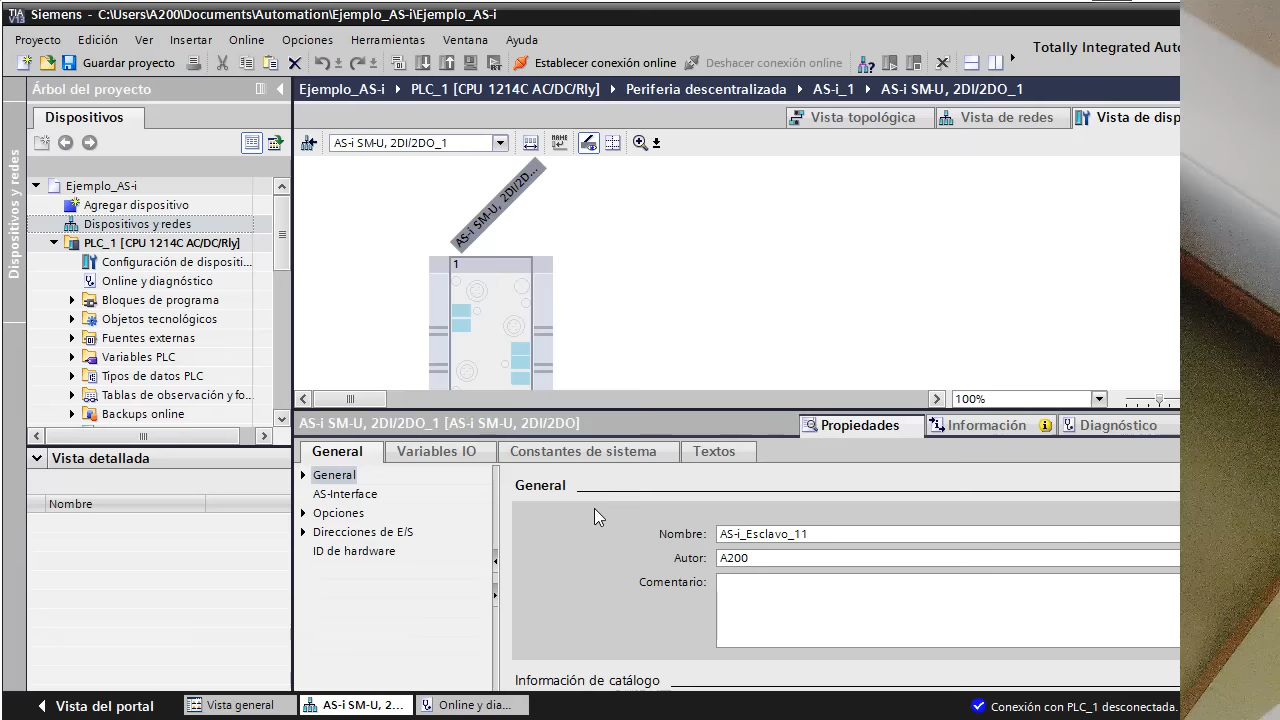 TIA V13 Siemens - C:\Users\A200\Documents\Automation\Ejemplo_AS-i\Ejemplo_AS-i
Proyecto Edición Ver Insertar Online Opciones Herramientas Ventana Ayuda
Totally Integrated Auto
Guardar proyecto Establecer conexión online Deshacer conexión online
Árbol del proyecto
Ejemplo_AS-i PLC_1 [CPU 1214C AC/DC/Rly] Periferia descentralizada AS-i_1 AS-i SM-U, 2DI/2DO_1
Dispositivos
Vista topológica Vista de redes Vista de disp
AS-i SM-U, 2DI/2DO_1
Dispositivos y redes
Ejemplo_AS-i
Agregar dispositivo
Dispositivos y redes
PLC_1 [CPU 1214C AC/DC/Rly]
Configuración de dispositi...
Online y diagnóstico
Bloques de programa
Objetos tecnológicos
Fuentes externas
Variables PLC
Tipos de datos PLC
Tablas de observación y fo...
Backups online
AS-i SM-U, 2DI/2D...
1
100%
AS-i SM-U, 2DI/2DO_1 [AS-i SM-U, 2DI/2DO]
Propiedades Información Diagnóstico
Vista detallada
Nombre
General Variables IO Constantes de sistema Textos
General
AS-Interface
Opciones
Direcciones de E/S
ID de hardware
General
Nombre: AS-i_Esclavo_11
Autor: A200
Comentario:
Información de catálogo
Vista del portal Vista general AS-i SM-U, 2... Online y dia... Conexión con PLC_1 desconectada.